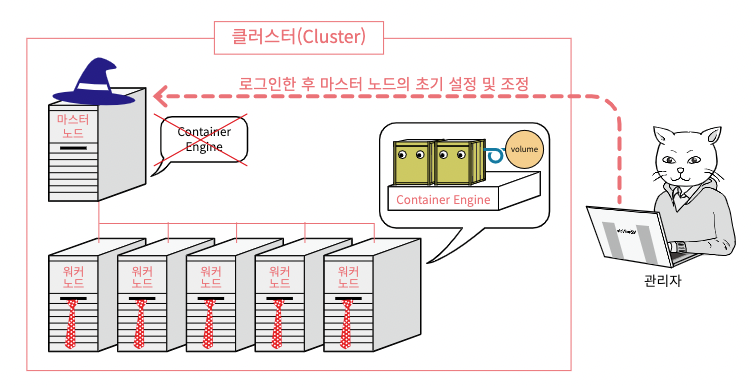 클러스터(Cluster)
로그인한 후 마스터 노드의 초기 설정 및 조정
마스터
노드
Container
Engine
volume
Container Engine
워커
노드
워커
노드
워커
노드
워커
노드
워커
노드
관리자